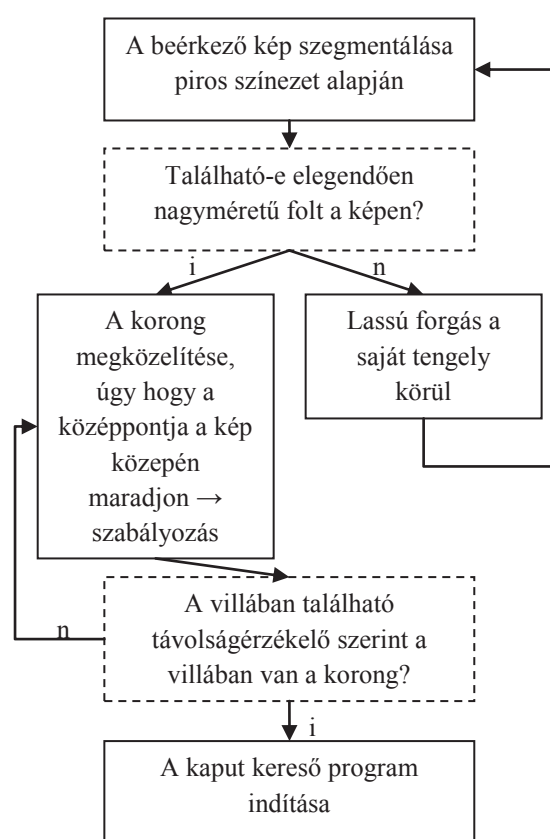 A beérkező kép szegmentálása
piros színezet alapján
Található-e elegendően
nagyméretű folt a képen?
i
n
A korong
megközelítése,
úgy hogy a
középpontja a kép
közepén
maradjon →
szabályozás
Lassú forgás a
saját tengely
körül
A villában található
távolságérzékelő szerint a
villában van a korong?
n
i
A kaput kereső program
indítása